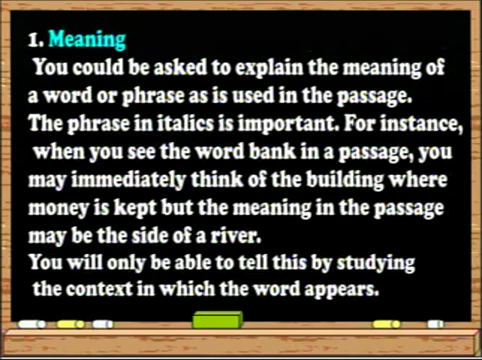 1. Meaning
You could be asked to explain the meaning of
a word or phrase as is used in the passage.
The phrase in italics is important. For instance,
when you see the word bank in a passage, you
may immediately think of the building where
money is kept but the meaning in the passage
may be the side of a river.
You will only be able to tell this by studying
the context in which the word appears.